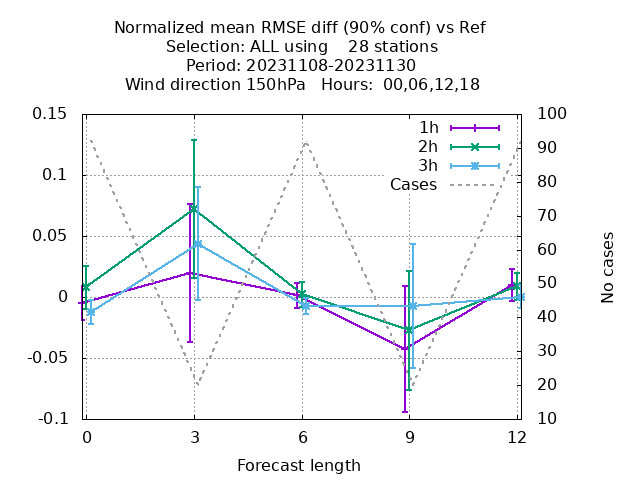 Normalized mean RMSE diff (90% conf) vs Ref
Selection: ALL using    28 stations
Period: 20231108-20231130
Wind direction 150hPa   Hours:  00,06,12,18
0.15
0.1
0.05
0
-0.05
-0.1
100
90
80
70
60
50
40
30
20
10
1h
2h
3h
Cases
No cases
0
3
6
9
12
Forecast length